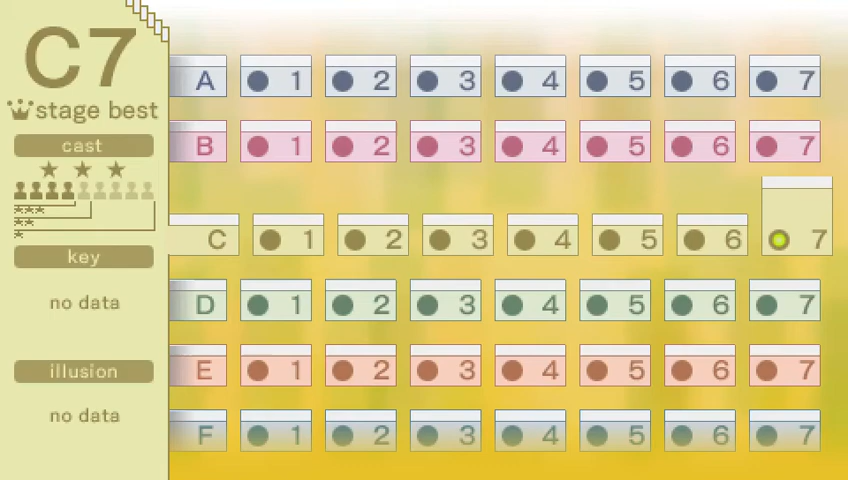 C7
stage best
cast
★ ★ ★
★★★
★★
★
key
no data
illusion
no data
A 1 2 3 4 5 6 7
B 1 2 3 4 5 6 7
C 1 2 3 4 5 6 7
D 1 2 3 4 5 6 7
E 1 2 3 4 5 6 7
F 1 2 3 4 5 6 7